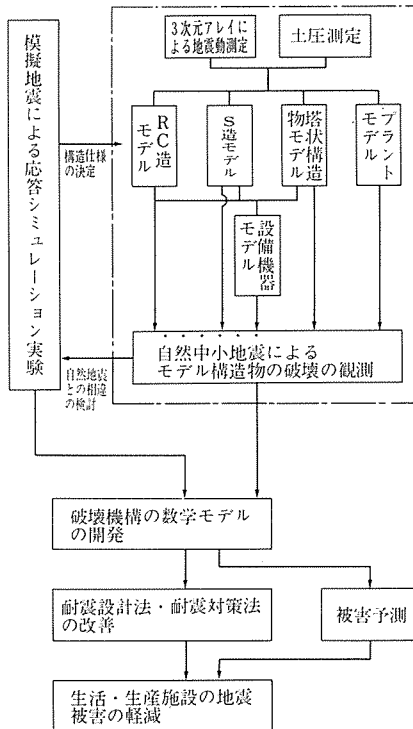 3次元アレイに
よる地震動測定
土圧測定
模擬地震による応答シミュレーション実験
構造仕様
の決定
RC造
モデル
S造モデル
塔状構造
物モデル
プラント
モデル
設備機器
モデル
自然中小地震による
モデル構造物の破壊の観測
自然地震
との相違
の検討
破壊機構の数学モデル
の開発
耐震設計法・耐震対策法
の改善
被害予測
生活・生産施設の地震
被害の軽減